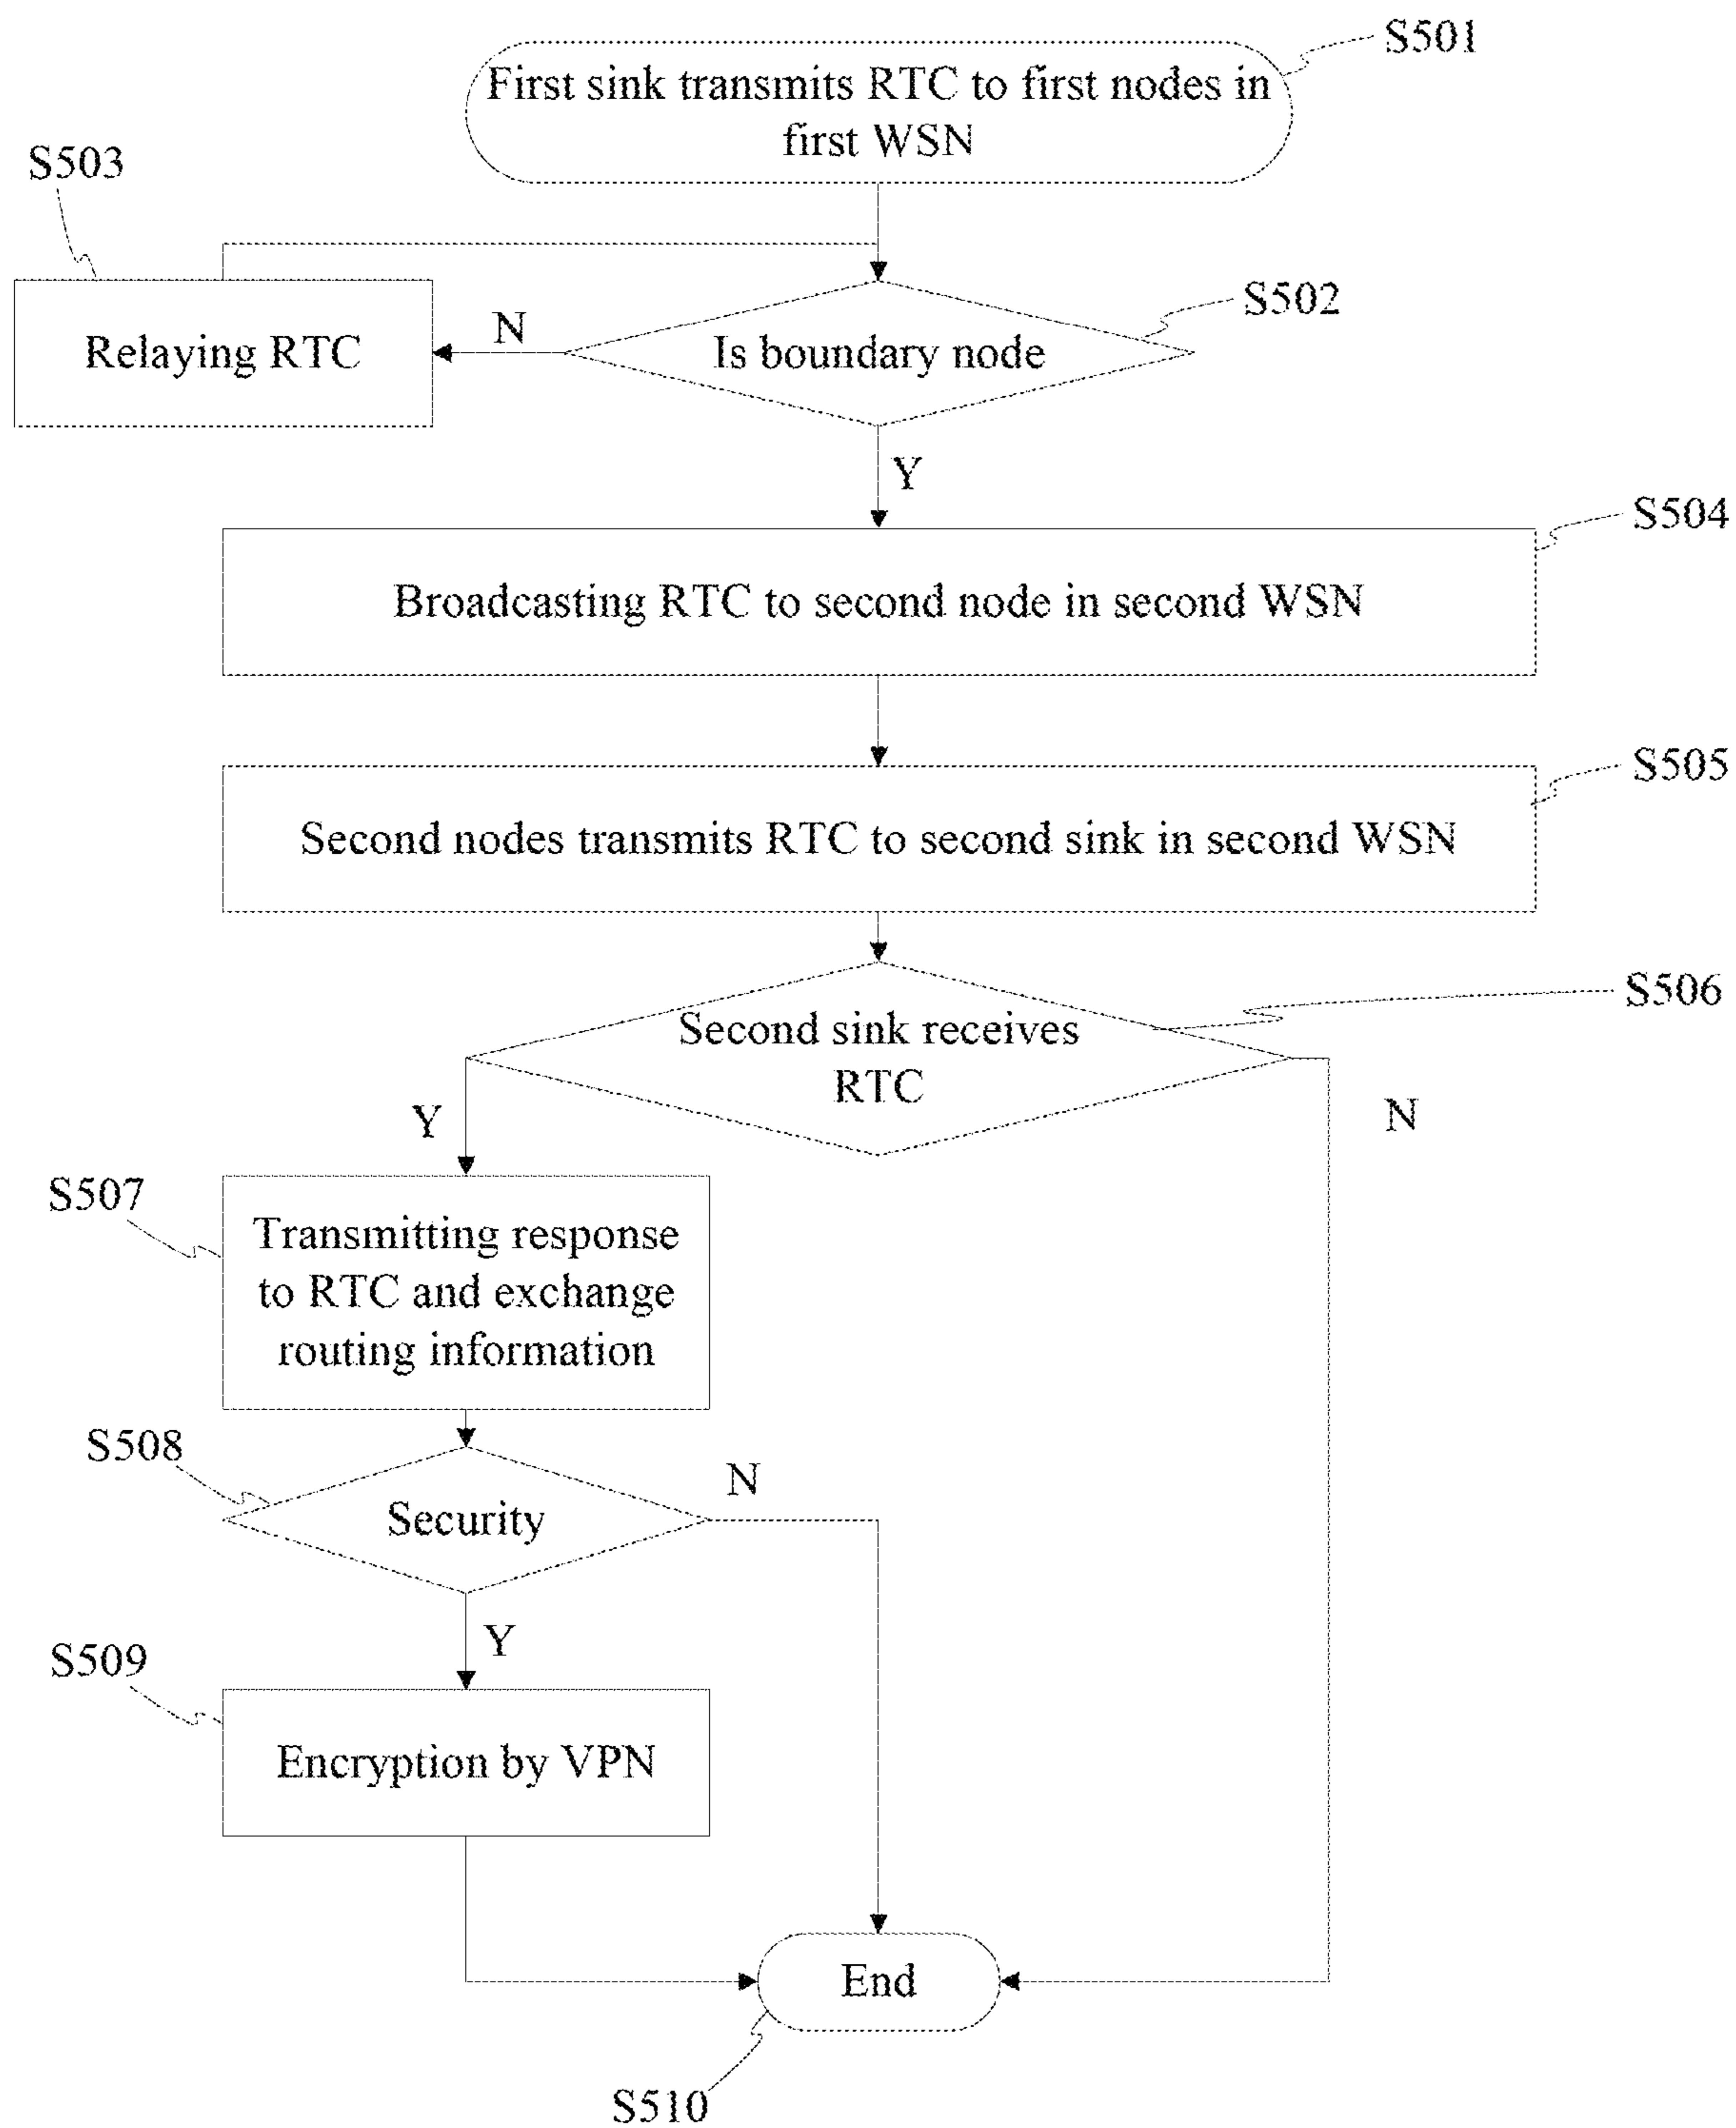 S501
First sink transmits RTC to first nodes in
first WSN
S503
S502
Relaying RTC
N
Is boundary node
Y
S504
Broadcasting RTC to second node in second WSN
S505
Second nodes transmits RTC to second sink in second WSN
S506
Second sink receives
RTC
Y
N
S507
Transmitting response
to RTC and exchange
routing information
S508
N
Security
Y
S509
Encryption by VPN
End
S510